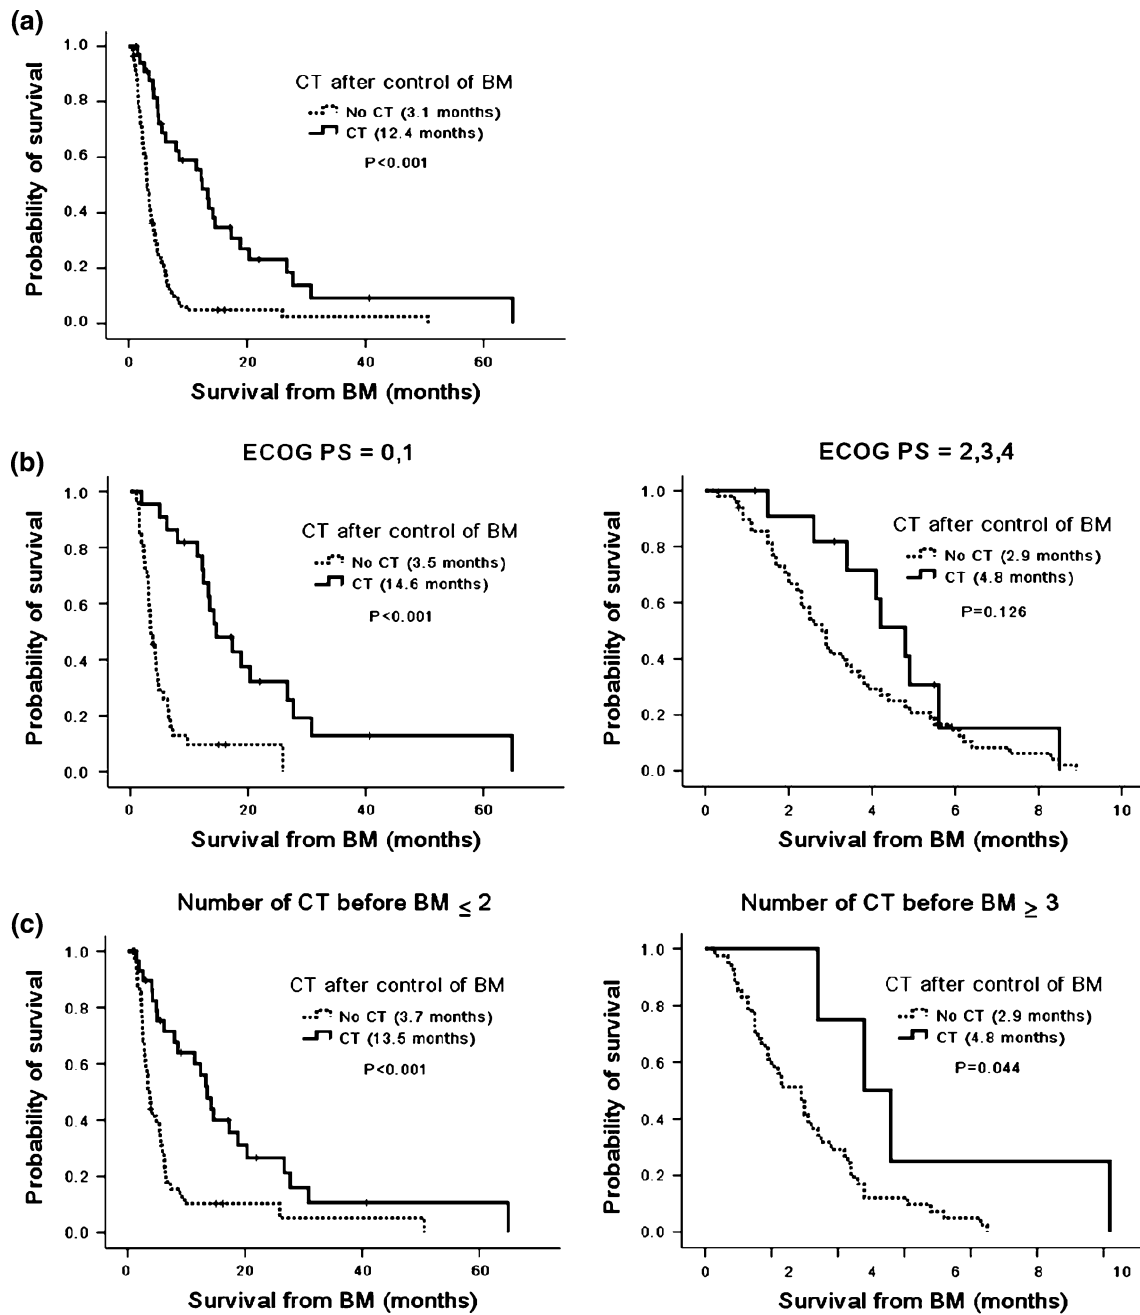 (a)
1.0
0.8
0.6
0.4
0.2
0.0
Probability of survival
CT after control of BM
No CT (3.1 months)
CT (12.4 months)
P<0.001
0 20 40 60
Survival from BM (months)
(b)
ECOG PS = 0,1
1.0
0.8
0.6
0.4
0.2
0.0
Probability of survival
CT after control of BM
No CT (3.5 months)
CT (14.6 months)
P<0.001
0 20 40 60
Survival from BM (months)
ECOG PS = 2,3,4
1.0
0.8
0.6
0.4
0.2
0.0
Probability of survival
CT after control of BM
No CT (2.9 months)
CT (4.8 months)
P=0.126
0 2 4 6 8 10
Survival from BM (months)
(c)
Number of CT before BM ≤ 2
1.0
0.8
0.6
0.4
0.2
0.0
Probability of survival
CT after control of BM
No CT (3.7 months)
CT (13.5 months)
P<0.001
0 20 40 60
Survival from BM (months)
Number of CT before BM ≥ 3
1.0
0.8
0.6
0.4
0.2
0.0
Probability of survival
CT after control of BM
No CT (2.9 months)
CT (4.8 months)
P=0.044
0 2 4 6 8 10
Survival from BM (months)